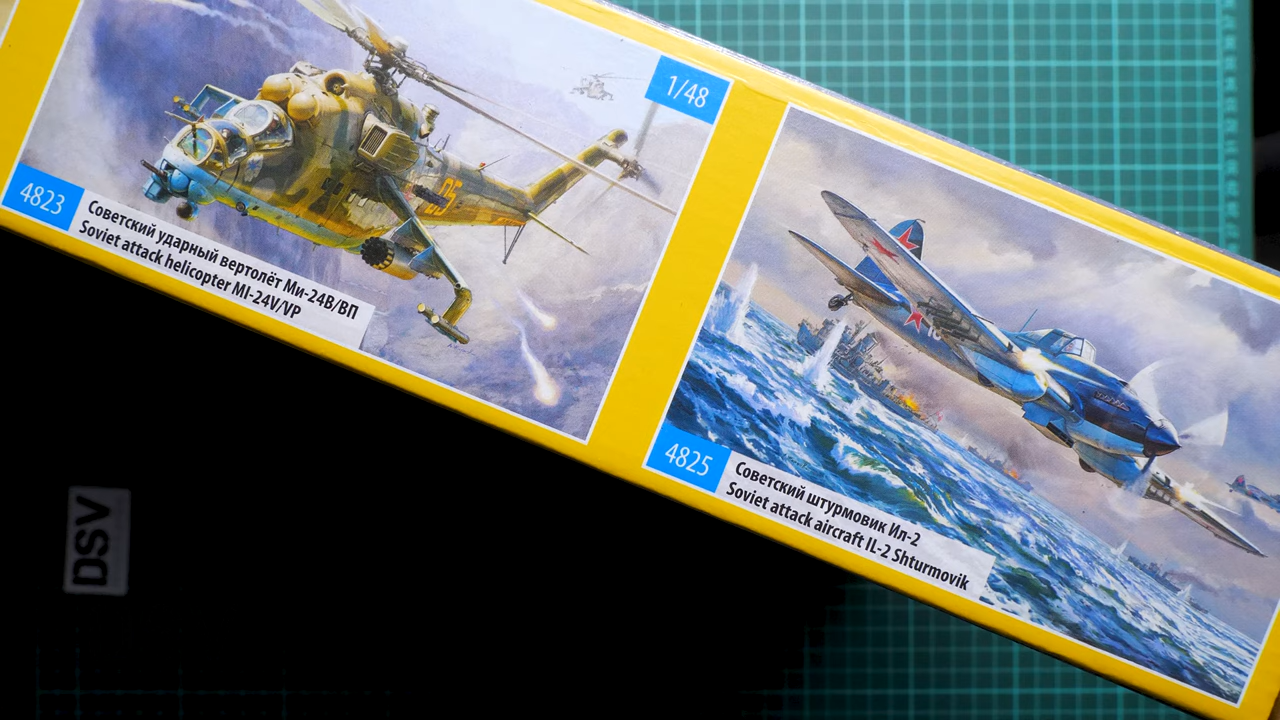 1/48
4823
Советский ударный вертолёт Ми-24В/ВП
Soviet attack helicopter MI-24V/VP
05
4825
Советский штурмовик Ил-2
Soviet attack aircraft IL-2 Shturmovik
DSV